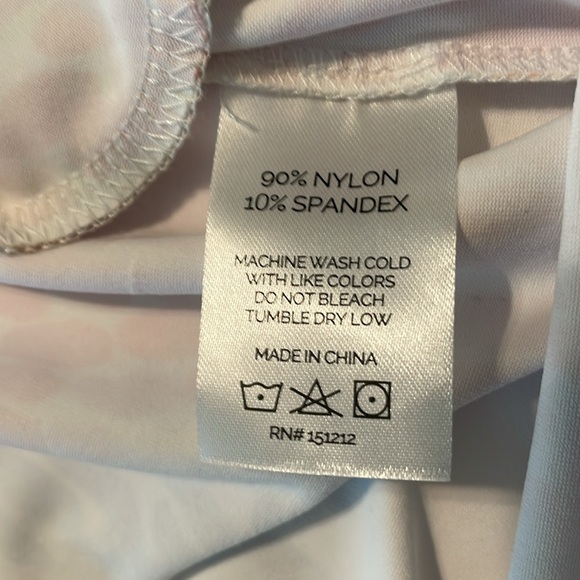 90% NYLON
10% SPANDEX
MACHINE WASH COLD
WITH LIKE COLORS
DO NOT BLEACH
TUMBLE DRY LOW
MADE IN CHINA
RN# 151212